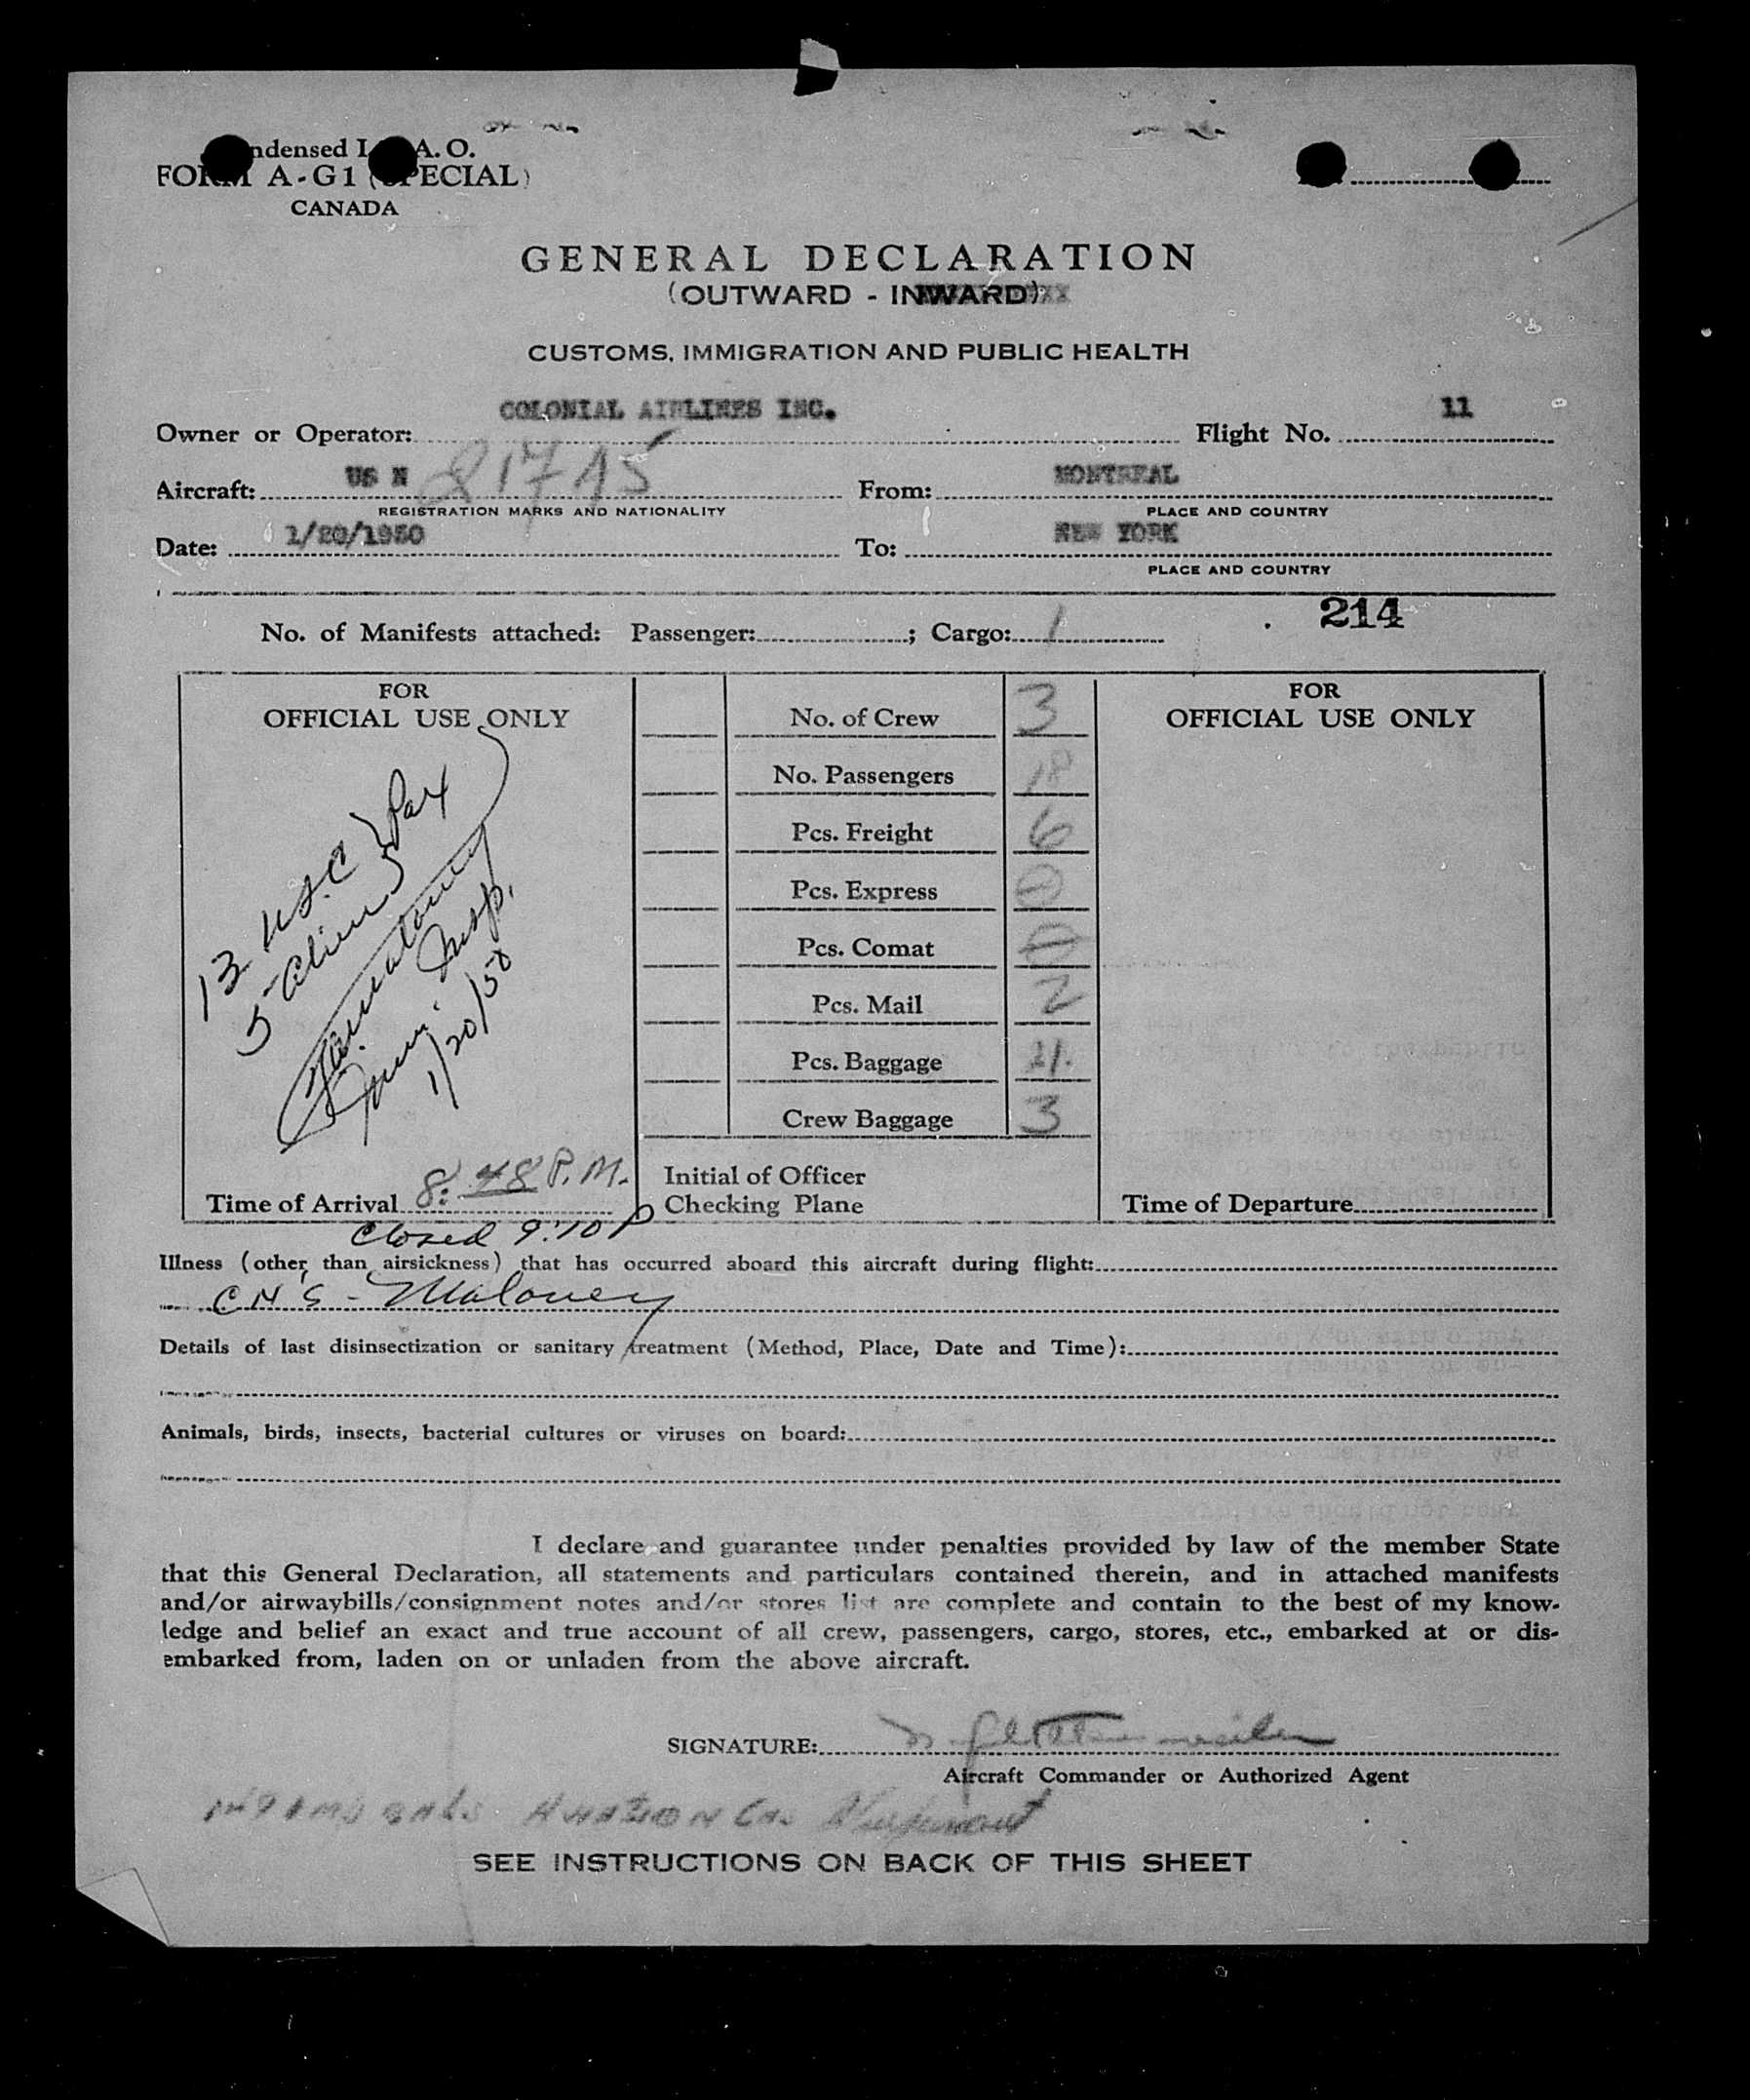 ndensed I A. O.
FORM A-G1 (SPECIAL)
CANADA
GENERAL DECLARATION
(OUTWARD - INWARD)
CUSTOMS, IMMIGRATION AND PUBLIC HEALTH
Owner or Operator: COLONIAL AIRLINES INC. Flight No. 11
Aircraft: US N 21745 From: MONTREAL
REGISTRATION MARKS AND NATIONALITY PLACE AND COUNTRY
Date: 1/20/1950 To: NEW YORK
PLACE AND COUNTRY
214
No. of Manifests attached: Passenger: ; Cargo: 1
FOR
OFFICIAL USE ONLY
13 USC } Pax
5 Aliens
Immi. Insp.
1/20/50
Time of Arrival 8:48 P.M.
No. of Crew 3
No. Passengers 18
Pcs. Freight 6
Pcs. Express
Pcs. Comat
Pcs. Mail 2
Pcs. Baggage 21
Crew Baggage 3
Initial of Officer
Checking Plane
FOR
OFFICIAL USE ONLY
Time of Departure
Closed 9:10 P
Illness (other than airsickness) that has occurred aboard this aircraft during flight:
Maloney
Details of last disinsectization or sanitary treatment (Method, Place, Date and Time):
Animals, birds, insects, bacterial cultures or viruses on board:
I declare and guarantee under penalties provided by law of the member State
that this General Declaration, all statements and particulars contained therein, and in attached manifests
and/or airwaybills/consignment notes and/or stores list are complete and contain to the best of my know-
ledge and belief an exact and true account of all crew, passengers, cargo, stores, etc., embarked at or dis-
embarked from, laden on or unladen from the above aircraft.
SIGNATURE:
Aircraft Commander or Authorized Agent
SEE INSTRUCTIONS ON BACK OF THIS SHEET